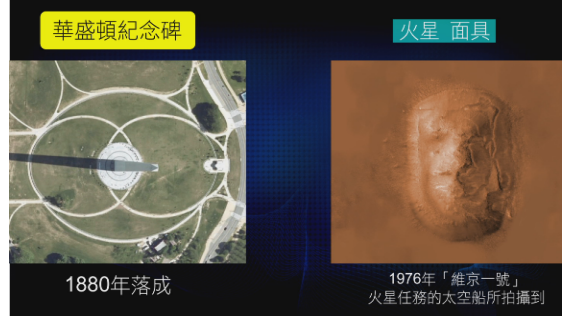 華盛頓紀念碑
火星 面具
1880年落成
1976年「維京一號」
火星任務的太空船所拍攝到